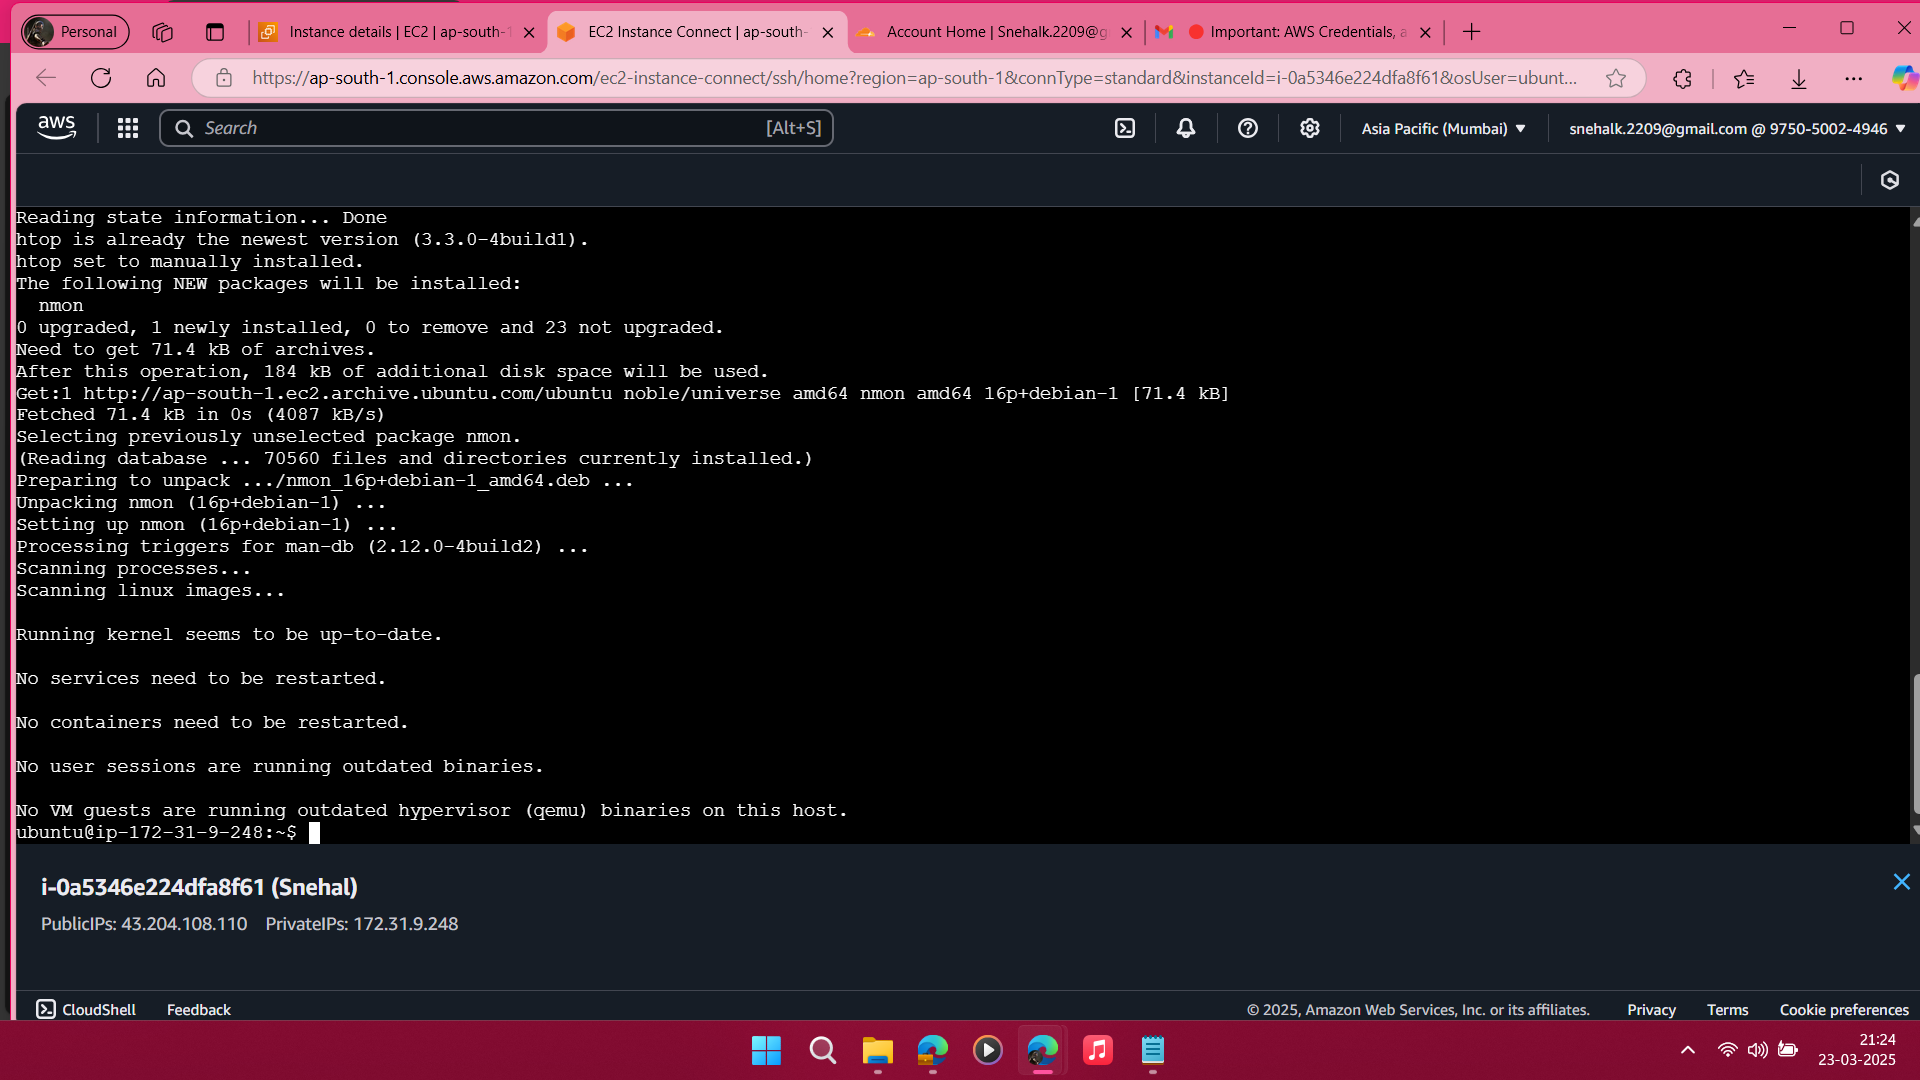 Personal
Instance details | EC2 | ap-south-1
EC2 Instance Connect | ap-south-
Account Home | Snehalk.2209@g
Important: AWS Credentials, a
https://ap-south-1.console.aws.amazon.com/ec2-instance-connect/ssh/home?region=ap-south-1&connType=standard&instanceId=i-0a5346e224dfa8f61&osUser=ubunt...
aws
Search
[Alt+S]
Asia Pacific (Mumbai)
snehalk.2209@gmail.com @ 9750-5002-4946
Reading state information... Done
htop is already the newest version (3.3.0-4build1).
htop set to manually installed.
The following NEW packages will be installed:
nmon
0 upgraded, 1 newly installed, 0 to remove and 23 not upgraded.
Need to get 71.4 kB of archives.
After this operation, 184 kB of additional disk space will be used.
Get:1 http://ap-south-1.ec2.archive.ubuntu.com/ubuntu noble/universe amd64 nmon amd64 16p+debian-1 [71.4 kB]
Fetched 71.4 kB in 0s (4087 kB/s)
Selecting previously unselected package nmon.
(Reading database ... 70560 files and directories currently installed.)
Preparing to unpack .../nmon_16p+debian-1_amd64.deb ...
Unpacking nmon (16p+debian-1) ...
Setting up nmon (16p+debian-1) ...
Processing triggers for man-db (2.12.0-4build2) ...
Scanning processes...
Scanning linux images...
Running kernel seems to be up-to-date.
No services need to be restarted.
No containers need to be restarted.
No user sessions are running outdated binaries.
No VM guests are running outdated hypervisor (qemu) binaries on this host.
ubuntu@ip-172-31-9-248:~$
i-0a5346e224dfa8f61 (Snehal)
PublicIPs: 43.204.108.110 PrivateIPs: 172.31.9.248
CloudShell
Feedback
© 2025, Amazon Web Services, Inc. or its affiliates.
Privacy
Terms
Cookie preferences
21:24
23-03-2025